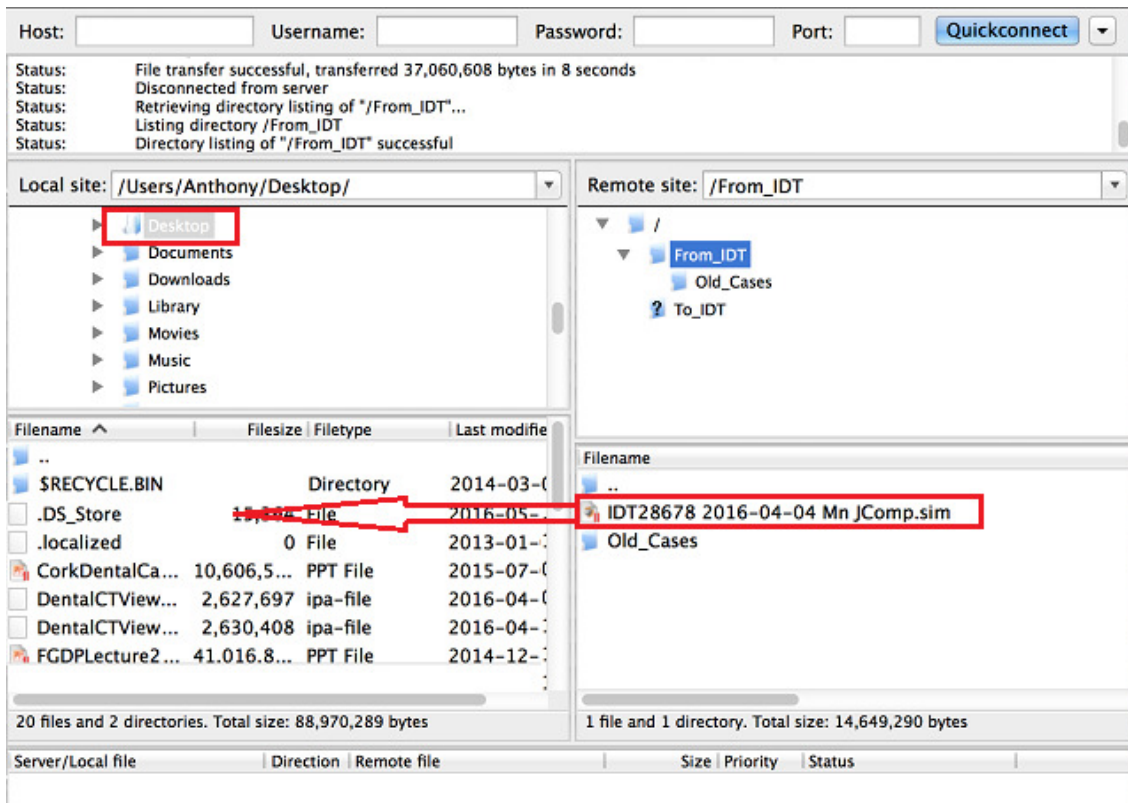 Host: Username: Password: Port: Quickconnect
Status: File transfer successful, transferred 37,060,608 bytes in 8 seconds
Status: Disconnected from server
Status: Retrieving directory listing of "/From_IDT"...
Status: Listing directory /From_IDT
Status: Directory listing of "/From_IDT" successful
Local site: /Users/Anthony/Desktop/
Desktop
Documents
Downloads
Library
Movies
Music
Pictures
Filename Filesize Filetype Last modifie
..
$RECYCLE.BIN Directory 2014-03-0
.DS_Store File 2016-05-
.localized 0 File 2013-01-
CorkDentalCa... 10,606,5... PPT File 2015-07-0
DentalCTView... 2,627,697 ipa-file 2016-04-0
DentalCTView... 2,630,408 ipa-file 2016-04-
FGDPLecture2... 41.016.8... PPT File 2014-12-
20 files and 2 directories. Total size: 88,970,289 bytes
Remote site: /From_IDT
/
From_IDT
Old_Cases
? To_IDT
Filename
..
IDT28678 2016-04-04 Mn JComp.sim
Old_Cases
1 file and 1 directory. Total size: 14,649,290 bytes
Server/Local file Direction Remote file Size Priority Status